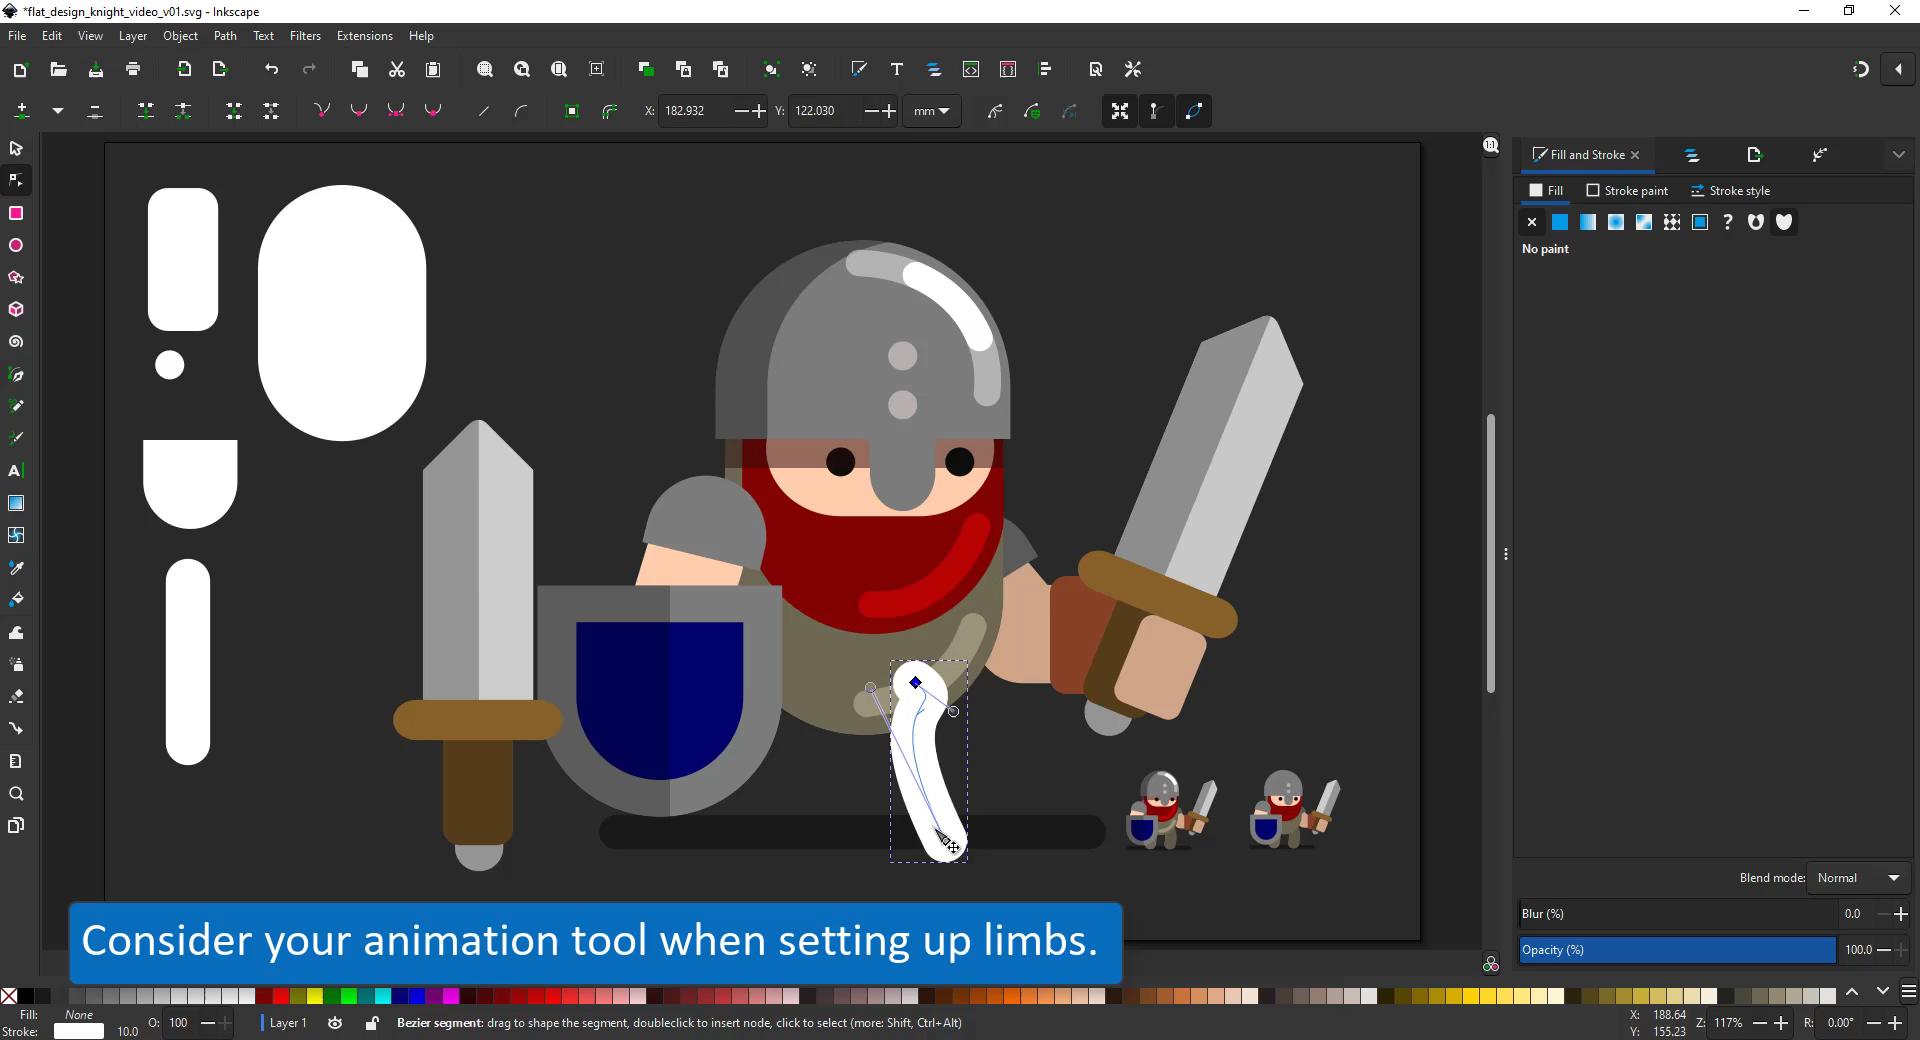 *flat_design_knight_video_v01.svg - Inkscape
File Edit View Layer Object Path Text Filters Extensions Help
X: 182.932 Y: 122.030 mm
1:1
Fill and Stroke
Fill Stroke paint Stroke style
No paint
Blend mode: Normal
Blur (%) 0.0
Opacity (%) 100.0
Consider your animation tool when setting up limbs.
Fill: None
Stroke: 10.0
O: 100
Layer 1
Bezier segment: drag to shape the segment, doubleclick to insert node, click to select (more: Shift, Ctrl+Alt)
X: 188.64
Y: 155.23
Z: 117%
R: 0.00°